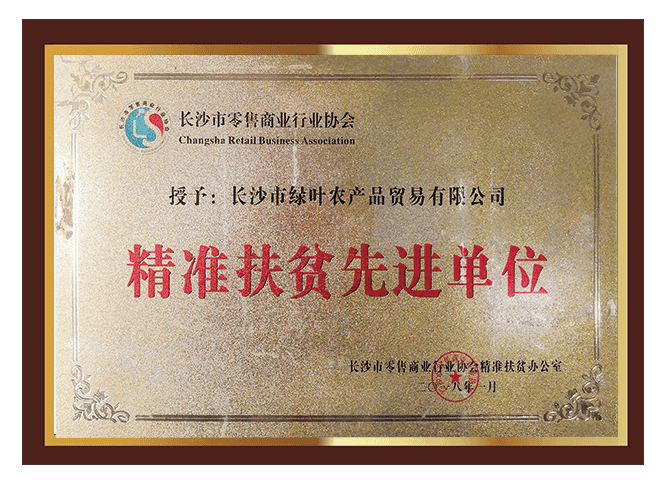 长沙市零售商业行业协会
Changsha Retail Business Association
授予：长沙市绿叶农产品贸易有限公司
精准扶贫先进单位
长沙市零售商业行业协会精准扶贫办公室
二〇一八年一月